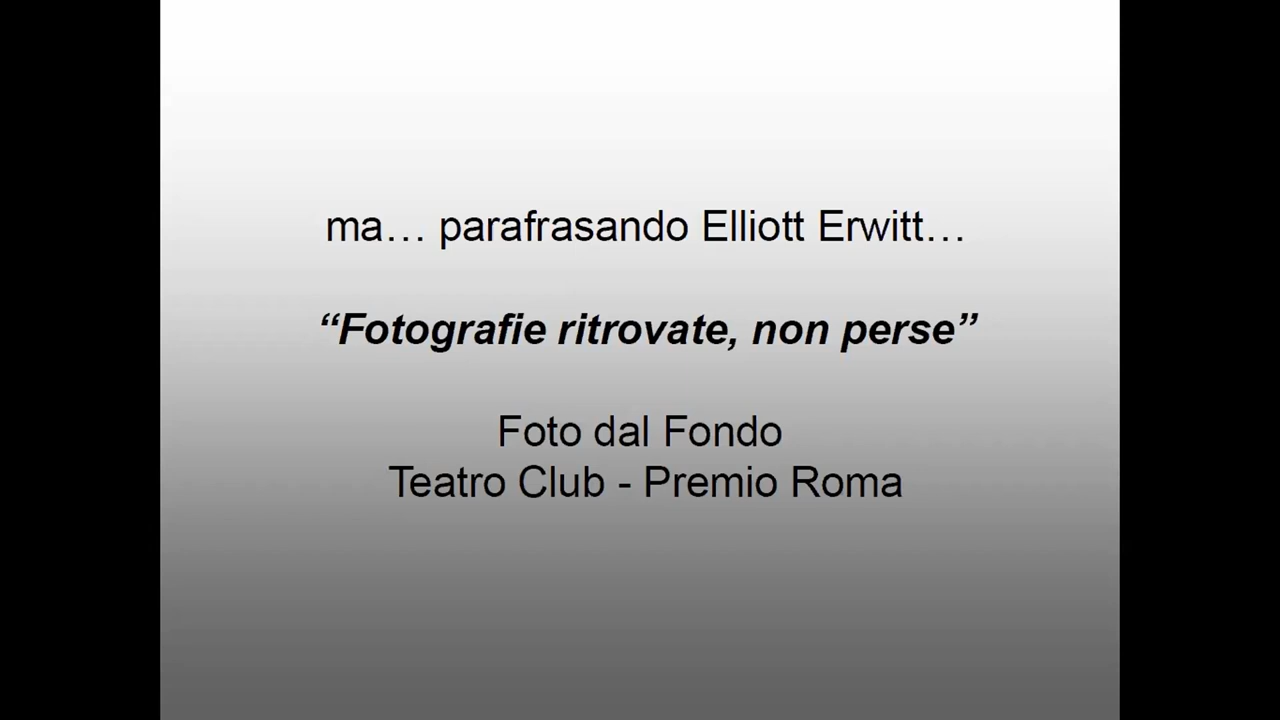 ma… parafrasando Elliott Erwitt…
“Fotografie ritrovate, non perse”
Foto dal Fondo
Teatro Club - Premio Roma